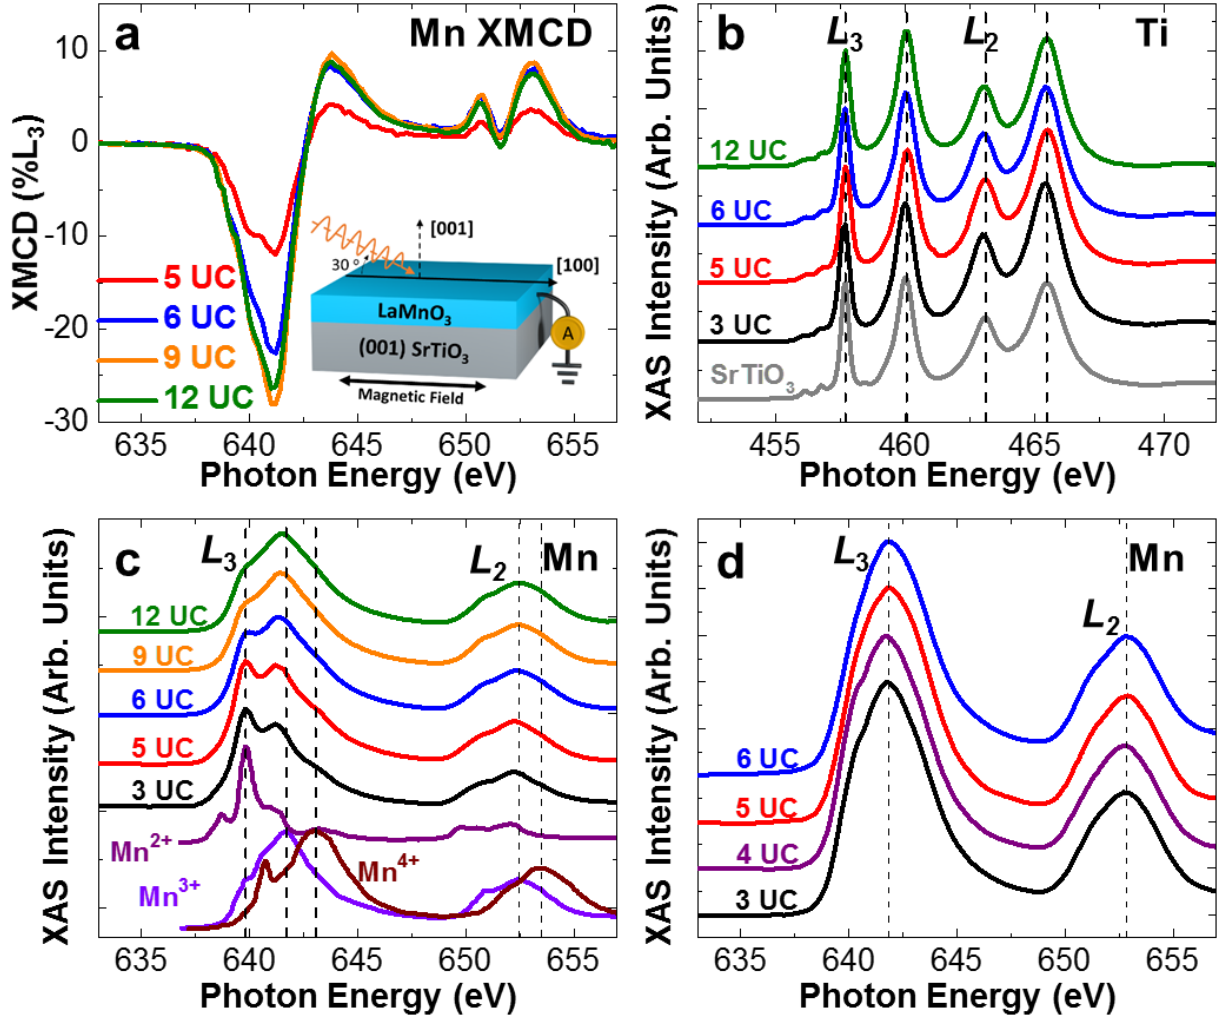 a
Mn XMCD
XMCD (%L₃)
10
0
-10
-20
-30
5 UC
6 UC
9 UC
12 UC
[001]
30 °
[100]
LaMnO₃
(001) SrTiO₃
A
Magnetic Field
635 640 645 650 655
Photon Energy (eV)
b
L₃
L₂
Ti
XAS Intensity (Arb. Units)
12 UC
6 UC
5 UC
3 UC
SrTiO₃
455 460 465 470
Photon Energy (eV)
c
L₃
L₂
Mn
XAS Intensity (Arb. Units)
12 UC
9 UC
6 UC
5 UC
3 UC
Mn²⁺
Mn³⁺
Mn⁴⁺
635 640 645 650 655
Photon Energy (eV)
d
L₃
L₂
Mn
XAS Intensity (Arb. Units)
6 UC
5 UC
4 UC
3 UC
635 640 645 650 655
Photon Energy (eV)